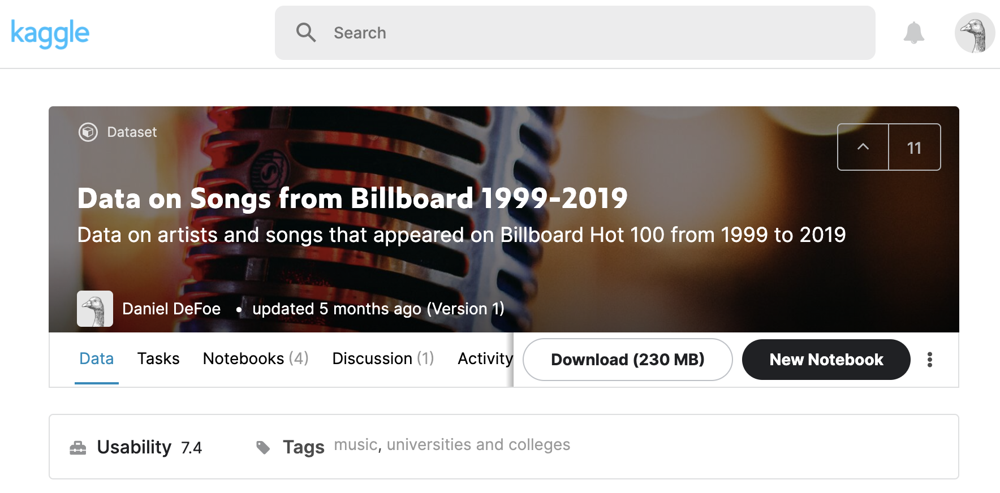 kaggle
Search
Dataset
11
Data on Songs from Billboard 1999-2019
Data on artists and songs that appeared on Billboard Hot 100 from 1999 to 2019
Daniel DeFoe • updated 5 months ago (Version 1)
Data Tasks Notebooks (4) Discussion (1) Activity Download (230 MB) New Notebook
Usability 7.4 Tags music, universities and colleges